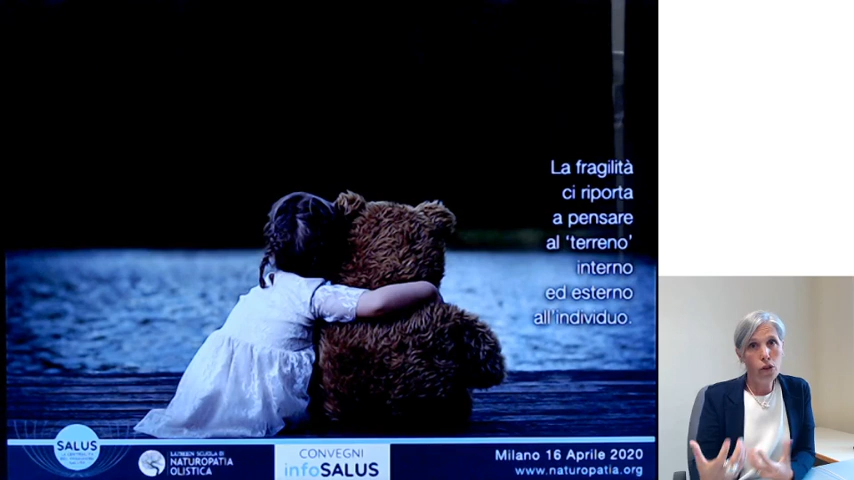 La fragilità
ci riporta
a pensare
al ‘terreno’
interno
ed esterno
all’individuo.
SALUS
NATUROPATIA
OLISTICA
CONVEGNI
infoSALUS
Milano 16 Aprile 2020
www.naturopatia.org